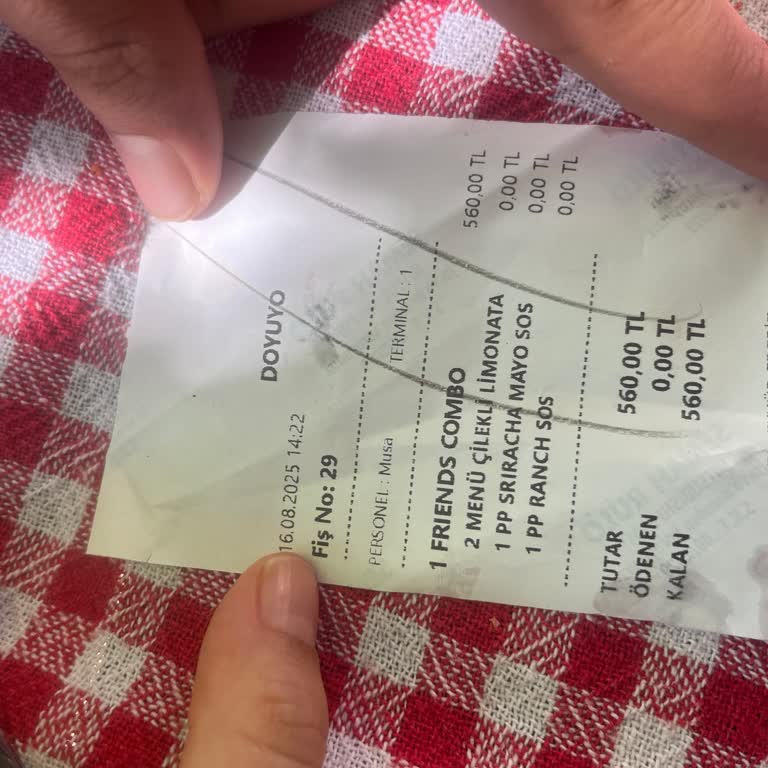 DOYUYO
16.08.2025 14:22
Fiş No: 29
PERSONEL : Musa TERMINAL : 1
1 FRIENDS COMBO 560,00 TL
2 MENÜ ÇİLEKLİ LİMONATA 0,00 TL
1 PP SRIRACHA MAYO SOS 0,00 TL
1 PP RANCH SOS 0,00 TL
TUTAR 560,00 TL
ÖDENEN 0,00 TL
KALAN 560,00 TL